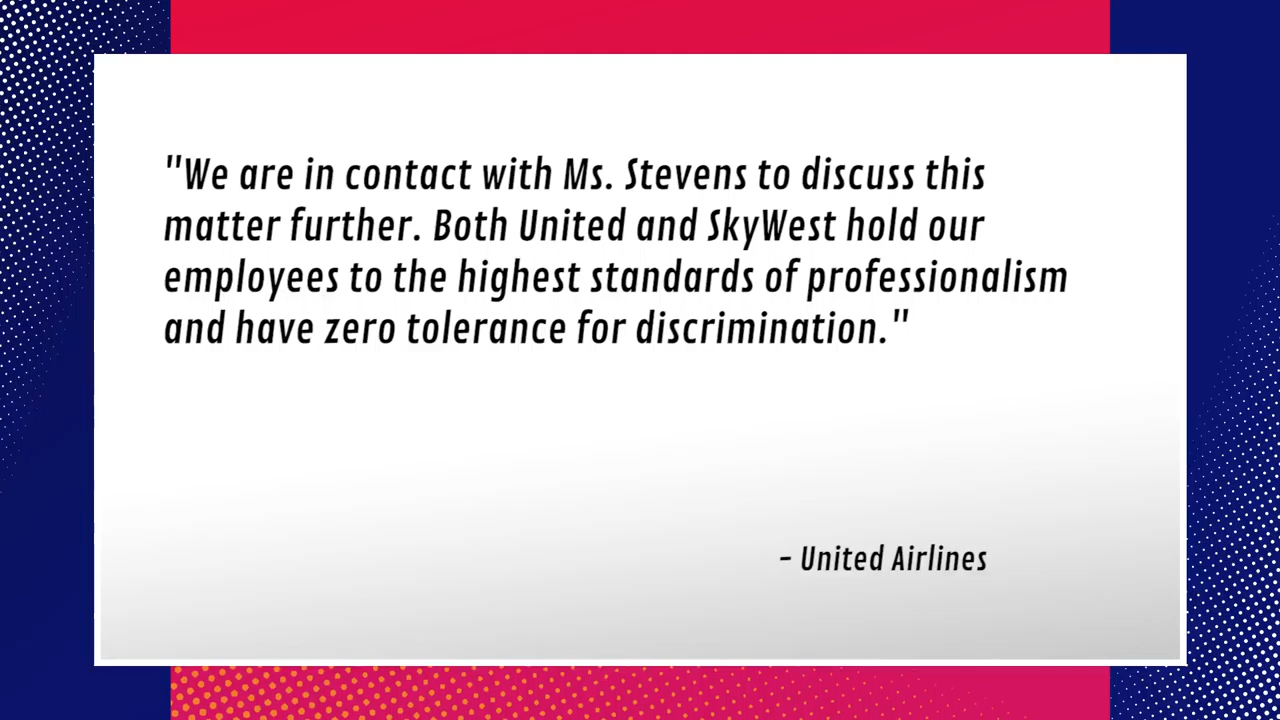 "We are in contact with Ms. Stevens to discuss this
matter further. Both United and SkyWest hold our
employees to the highest standards of professionalism
and have zero tolerance for discrimination."
- United Airlines